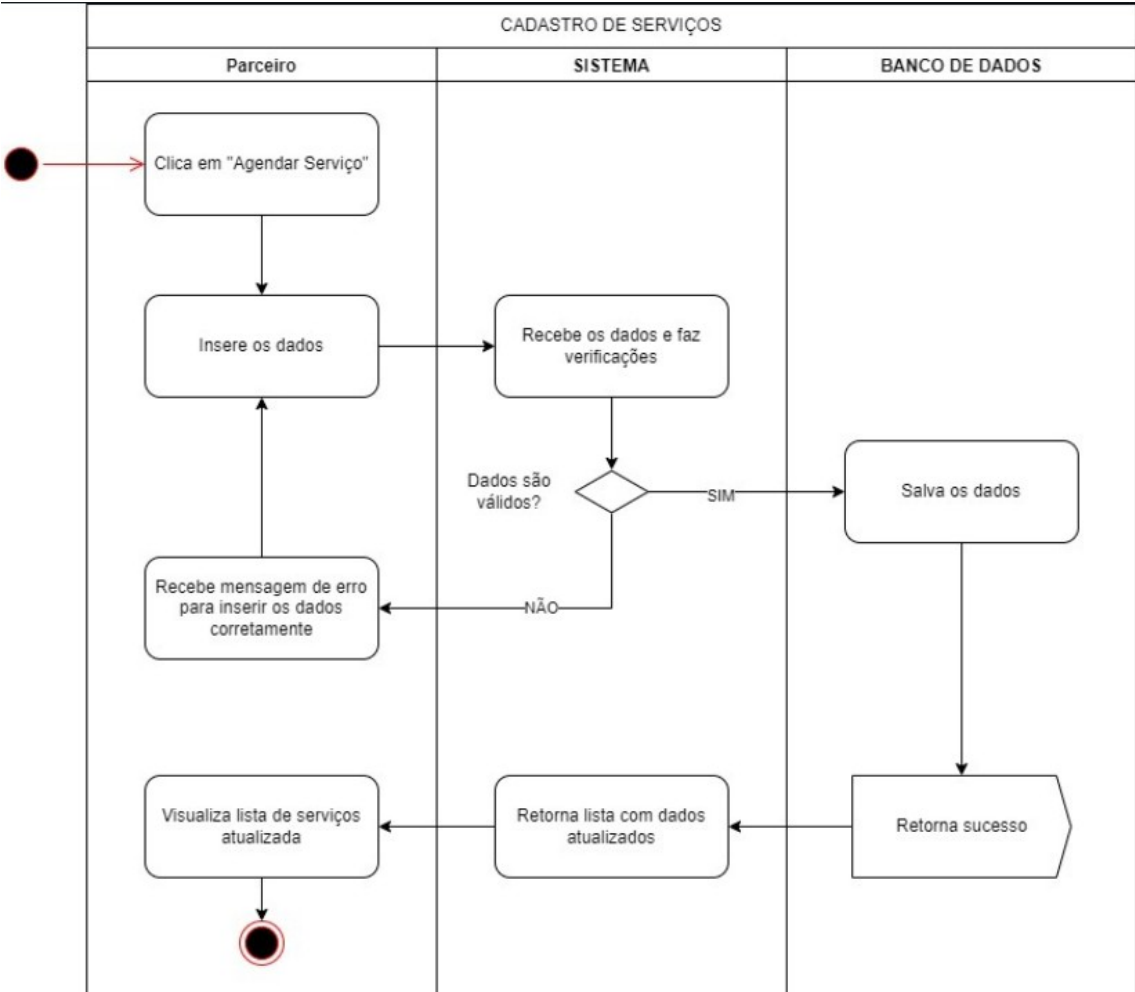 CADASTRO DE SERVIÇOS
Parceiro
SISTEMA
BANCO DE DADOS
Clica em "Agendar Serviço"
Insere os dados
Recebe os dados e faz
verificações
Dados são
válidos?
SIM
Salva os dados
Recebe mensagem de erro
para inserir os dados
corretamente
NÃO
Visualiza lista de serviços
atualizada
Retorna lista com dados
atualizados
Retorna sucesso